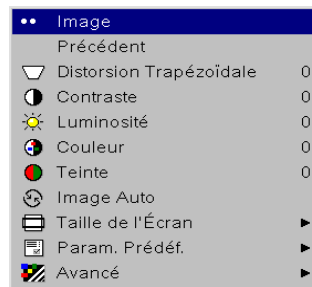 Image
Précédent
Distorsion Trapézoïdale 0
Contraste 0
Luminosité 0
Couleur 0
Teinte 0
Image Auto
Taille de l'Écran
Param. Prédéf.
Avancé